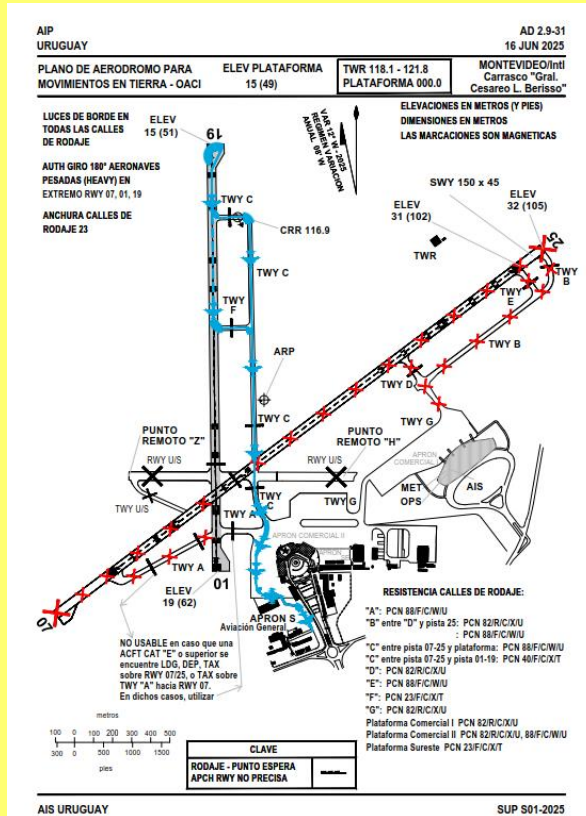 AIP
URUGUAY
AD 2.9-31
16 JUN 2025
PLANO DE AERODROMO PARA
MOVIMIENTOS EN TIERRA - OACI
ELEV PLATAFORMA
15 (49)
TWR 118.1 - 121.8
PLATAFORMA 000.0
MONTEVIDEO/Intl
Carrasco "Gral.
Cesareo L. Berisso"
LUCES DE BORDE EN
TODAS LAS CALLES
DE RODAJE
AUTH GIRO 180° AERONAVES
PESADAS (HEAVY) EN
EXTREMO RWY 07, 01, 19
ANCHURA CALLES DE
RODAJE 23
ELEV
15 (51)
19
VAR 12° W - 2025
REGIMEN VARIACION
ANUAL 08' W
ELEVACIONES EN METROS (Y PIES)
DIMENSIONES EN METROS
LAS MARCACIONES SON MAGNETICAS
SWY 150 x 45
ELEV
31 (102)
ELEV
32 (105)
25
TWR
TWY
B
TWY
E
TWY B
TWY C
CRR 116.9
TWY C
TWY
F
ARP
TWY D
TWY C
TWY G
PUNTO
REMOTO "Z"
RWY U/S
RWY U/S
PUNTO
REMOTO "H"
APRON
COMERCIAL I
TWY U/S
TWY
C
TWY A
TWY G
MET
OPS
AIS
APRON COMERCIAL II
APRON
TWY A
07
ELEV
19 (62)
01
APRON S
Aviación General
NO USABLE en caso que una
ACFT CAT "E" o superior se
encuentre LDG, DEP, TAX
sobre RWY 07/25, o TAX sobre
TWY "A" hacia RWY 07.
En dichos casos, utilizar
RESISTENCIA CALLES DE RODAJE:
"A": PCN 88/F/C/W/U
"B" entre "D" y pista 25: PCN 82/R/C/X/U
: PCN 88/F/C/W/U
"C" entre pista 07-25 y plataforma: PCN 88/F/C/W/U
"C" entre pista 07-25 y pista 01-19: PCN 40/F/C/X/T
"D": PCN 82/R/C/X/U
"E": PCN 88/F/C/W/U
"F": PCN 23/F/C/X/T
"G": PCN 82/R/C/X/U
Plataforma Comercial I PCN 82/R/C/X/U
Plataforma Comercial II PCN 82/R/C/X/U, 88/F/C/W/U
Plataforma Sureste PCN 23/F/C/X/T
metros
100 0 100 200 300 400 500
300 0 500 1000 1500
pies
CLAVE
RODAJE - PUNTO ESPERA
APCH RWY NO PRECISA
AIS URUGUAY
SUP S01-2025